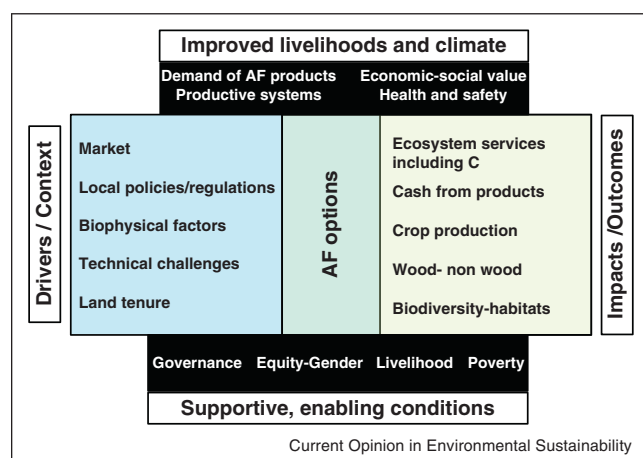 Improved livelihoods and climate
Demand of AF products Economic-social value
Productive systems Health and safety
Drivers / Context
Market
Local policies/regulations
Biophysical factors
Technical challenges
Land tenure
AF options
Ecosystem services
including C
Cash from products
Crop production
Wood- non wood
Biodiversity-habitats
Impacts /Outcomes
Governance Equity-Gender Livelihood Poverty
Supportive, enabling conditions
Current Opinion in Environmental Sustainability